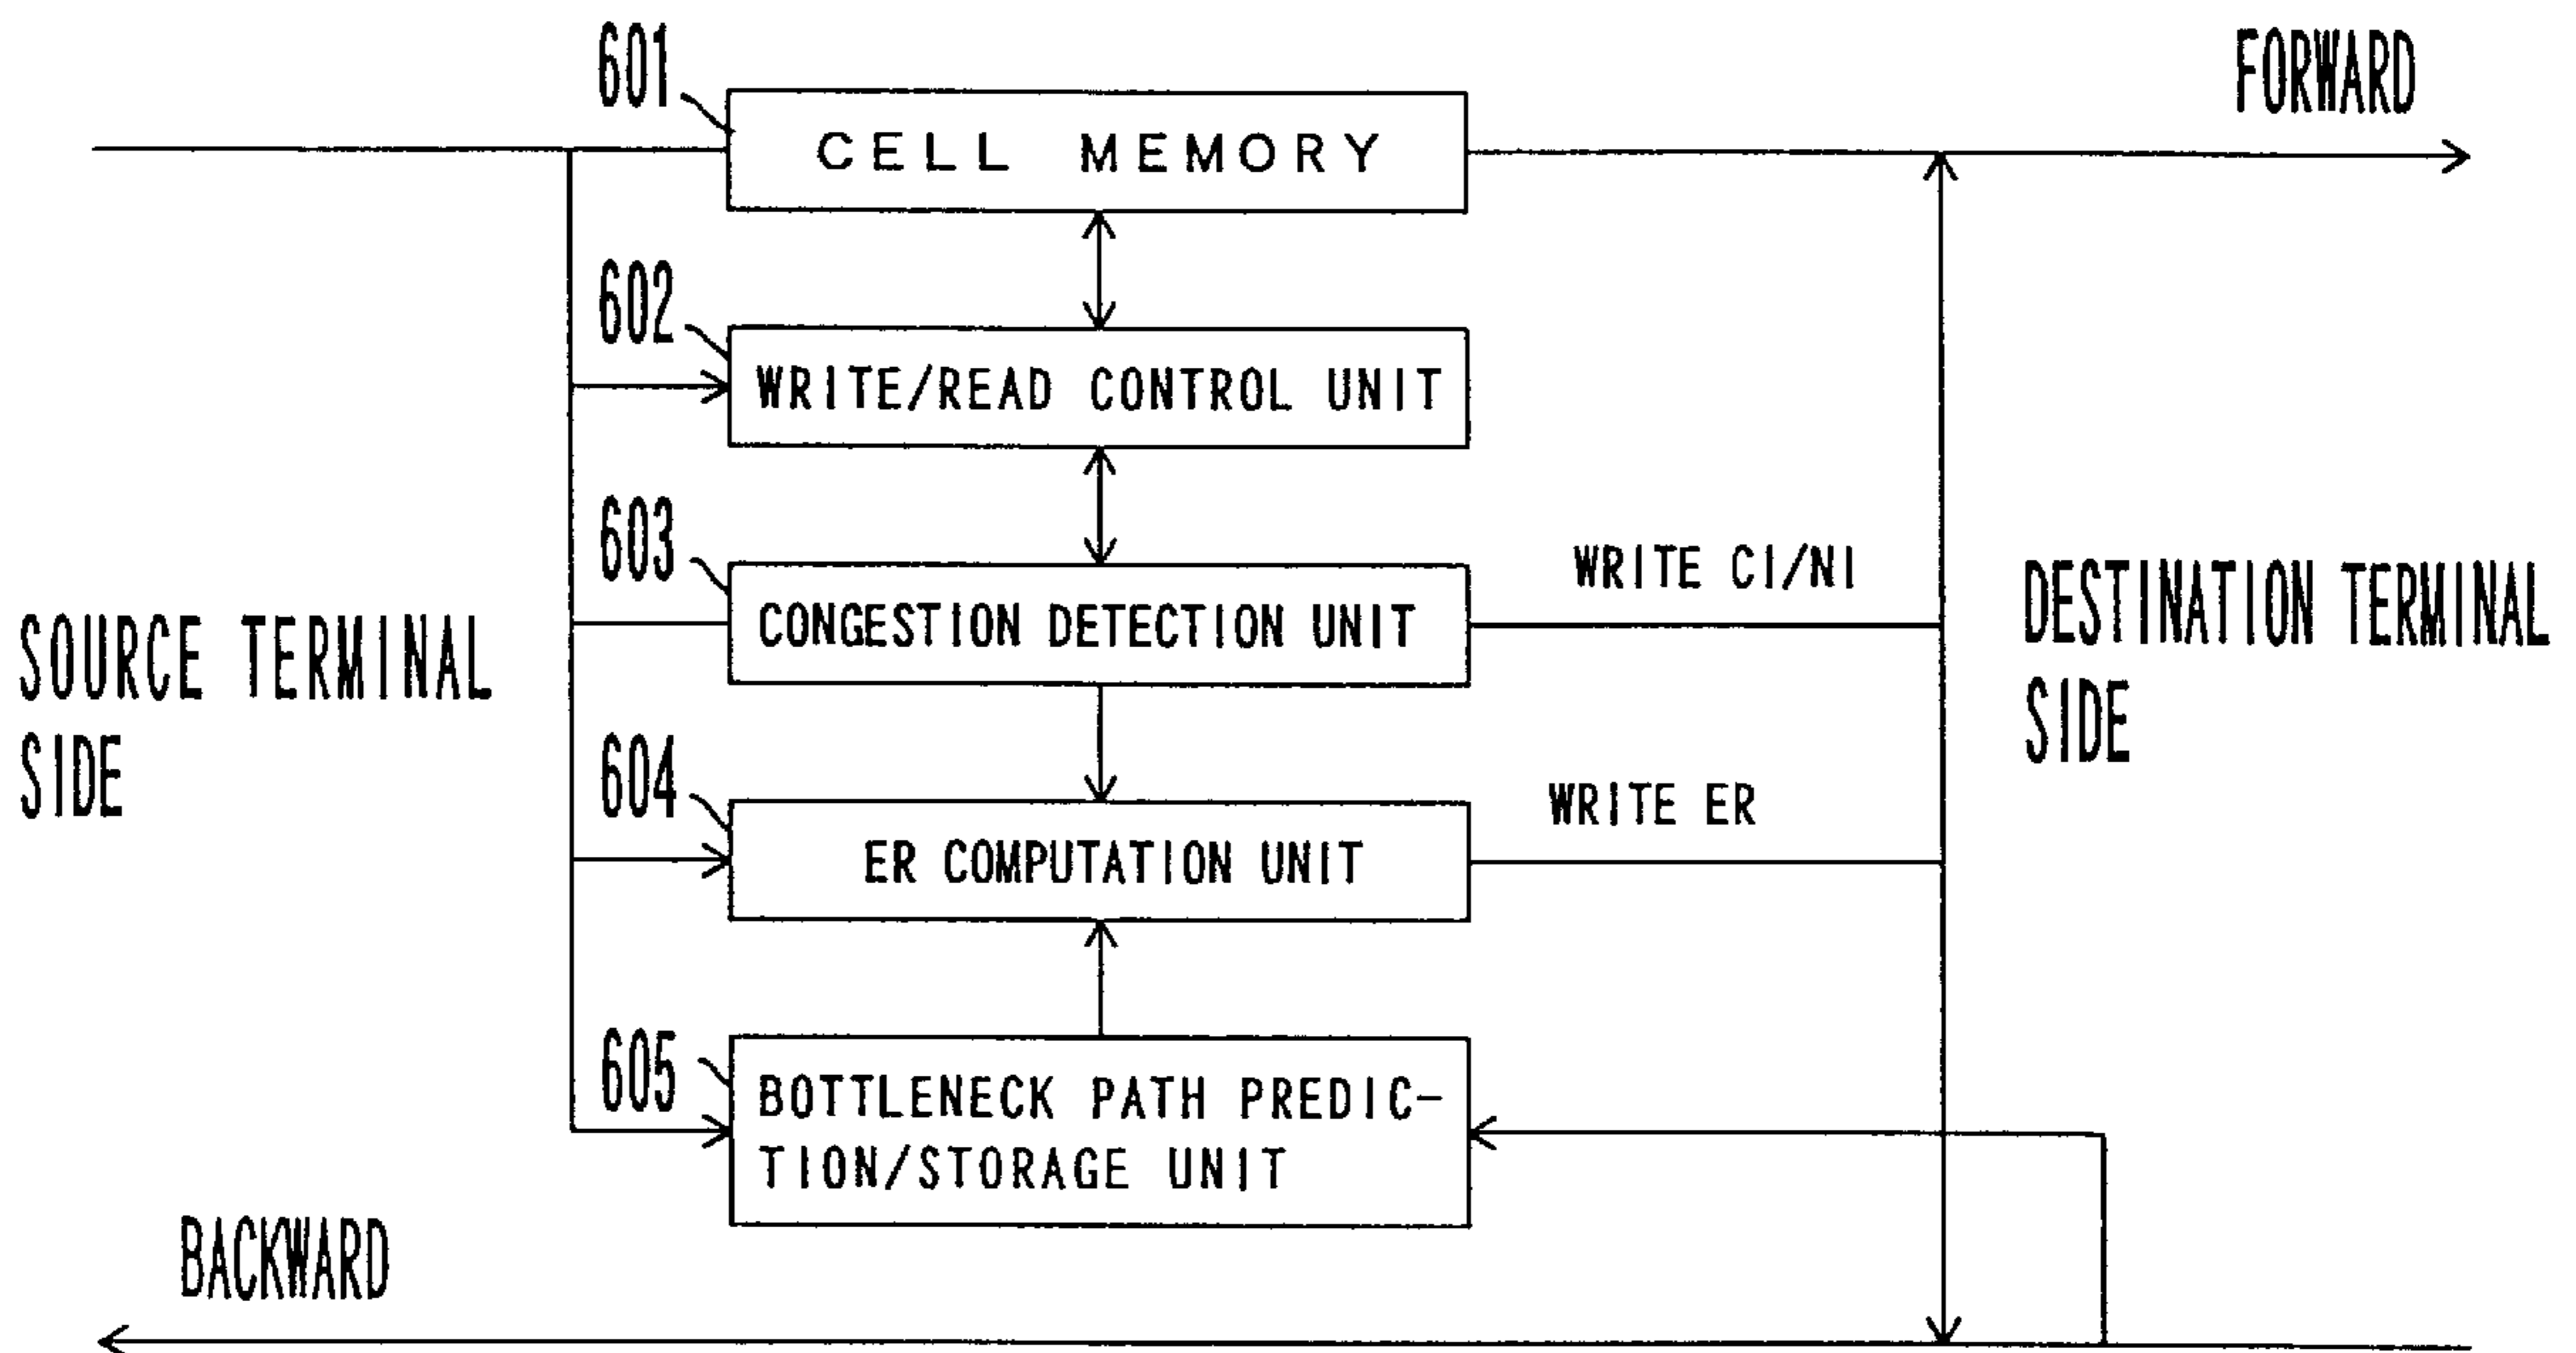 601
FORWARD
CELL MEMORY
602
WRITE/READ CONTROL UNIT
603
WRITE CI/NI
CONGESTION DETECTION UNIT
SOURCE TERMINAL
SIDE
DESTINATION TERMINAL
SIDE
604
WRITE ER
ER COMPUTATION UNIT
605
BOTTLENECK PATH PREDIC-
TION/STORAGE UNIT
BACKWARD